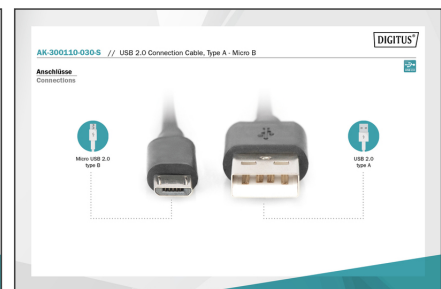 DIGITUS®
AK-300110-030-S // USB 2.0 Connection Cable, Type A - Micro B
Anschlüsse
Connections
Micro USB 2.0
type B
USB 2.0
type A